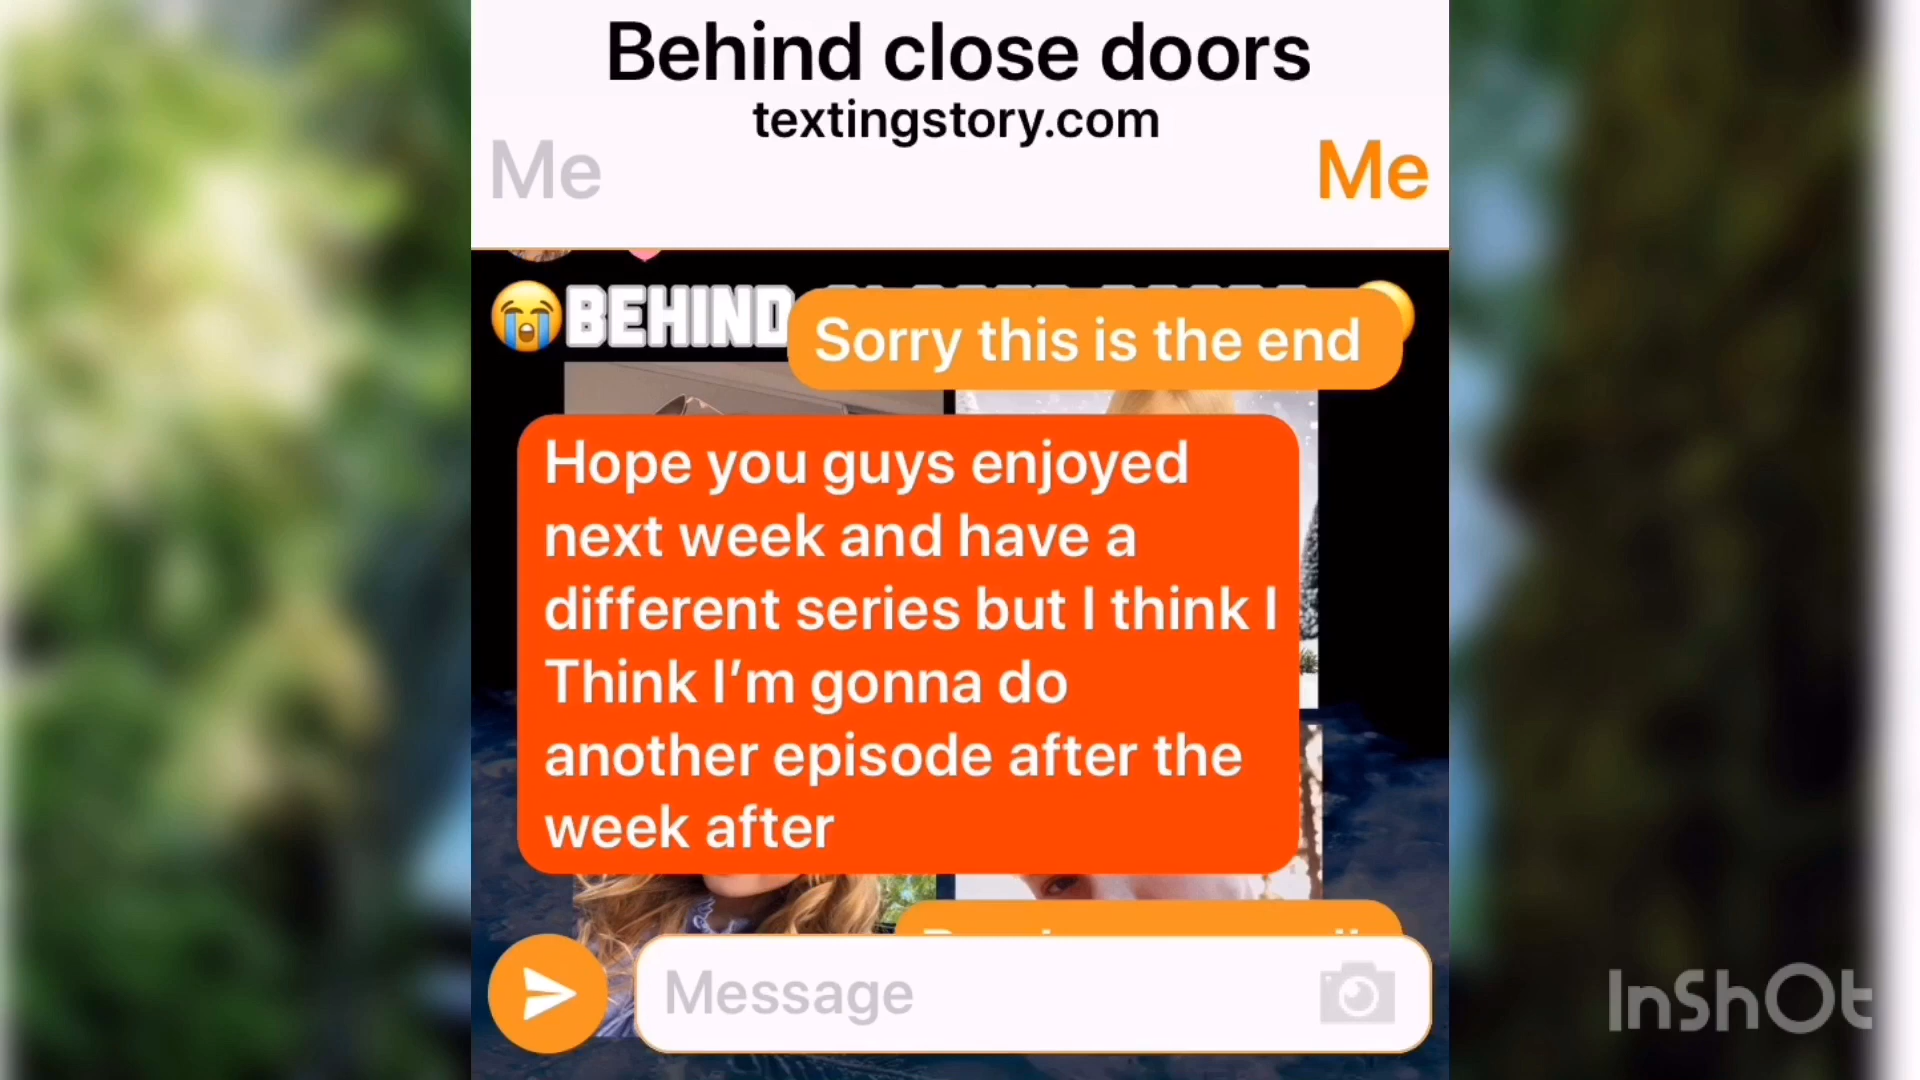 Behind close doors
textingstory.com
Me
Me
BEHIND
Sorry this is the end
Hope you guys enjoyed
next week and have a
different series but I think I
Think I’m gonna do
another episode after the
week after
Message
InShOt